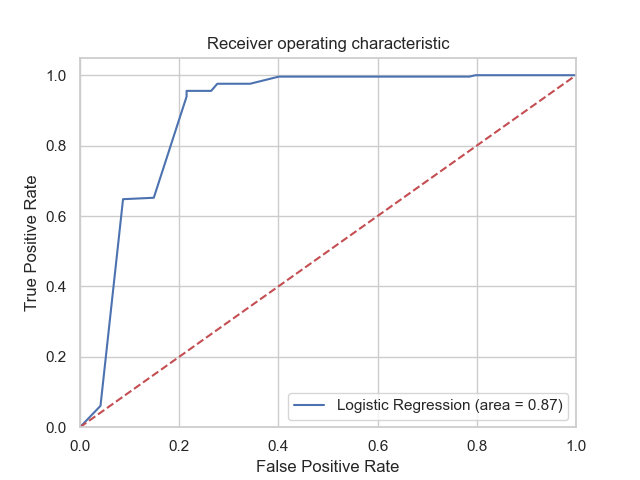 Receiver operating characteristic
1.0
0.8
0.6
0.4
0.2
0.0
True Positive Rate
Logistic Regression (area = 0.87)
0.0 0.2 0.4 0.6 0.8 1.0
False Positive Rate